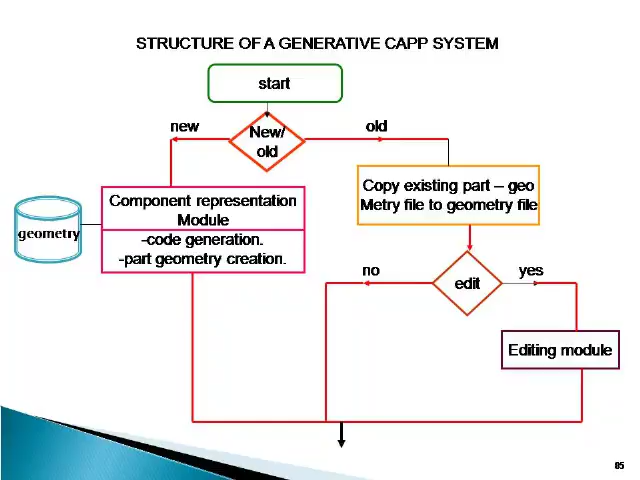 STRUCTURE OF A GENERATIVE CAPP SYSTEM
start
new
New/
old
old
Component representation
Module
-code generation.
-part geometry creation.
geometry
Copy existing part – geo
Metry file to geometry file
no
edit
yes
Editing module
85